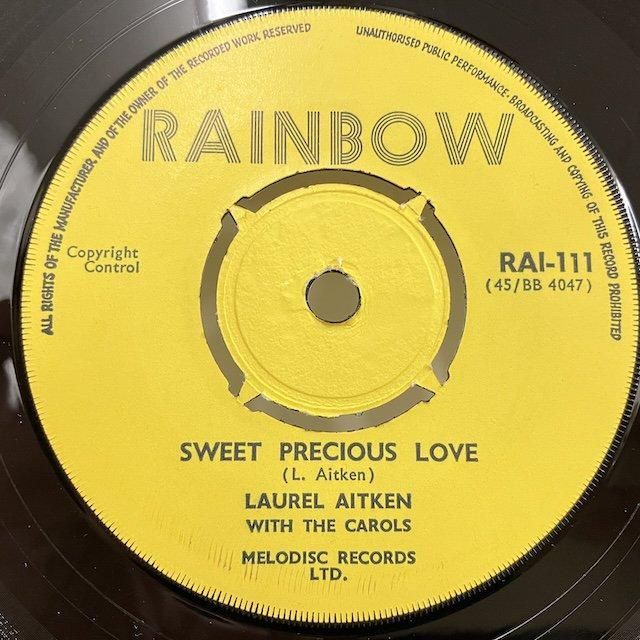 ALL RIGHTS OF THE MANUFACTURER AND OF THE OWNER OF THE RECORDED WORK RESERVED
UNAUTHORISED PUBLIC PERFORMANCE · BROADCASTING AND COPYING OF THIS RECORD PROHIBITED
RAINBOW
Copyright
Control
RAI-111
(45/BB 4047)
SWEET PRECIOUS LOVE
(L. Aitken)
LAUREL AITKEN
WITH THE CAROLS
MELODISC RECORDS
LTD.